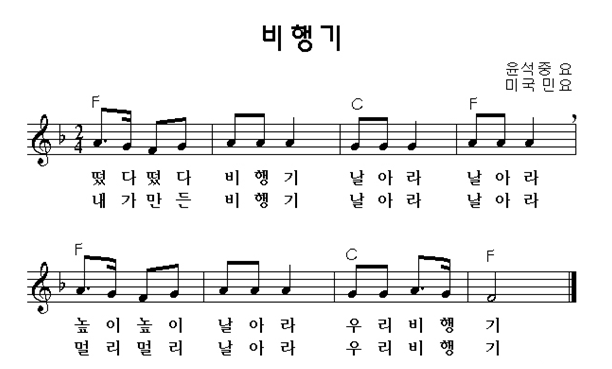 비행기
윤석중 요
미국 민요
F C F
2
4
떴 다 떴 다 비 행 기 날 아 라 날 아 라
내 가 만 든 비 행 기 날 아 라 날 아 라
F C F
높 이 높 이 날 아 라 우 리 비 행 기
멀 리 멀 리 날 아 라 우 리 비 행 기